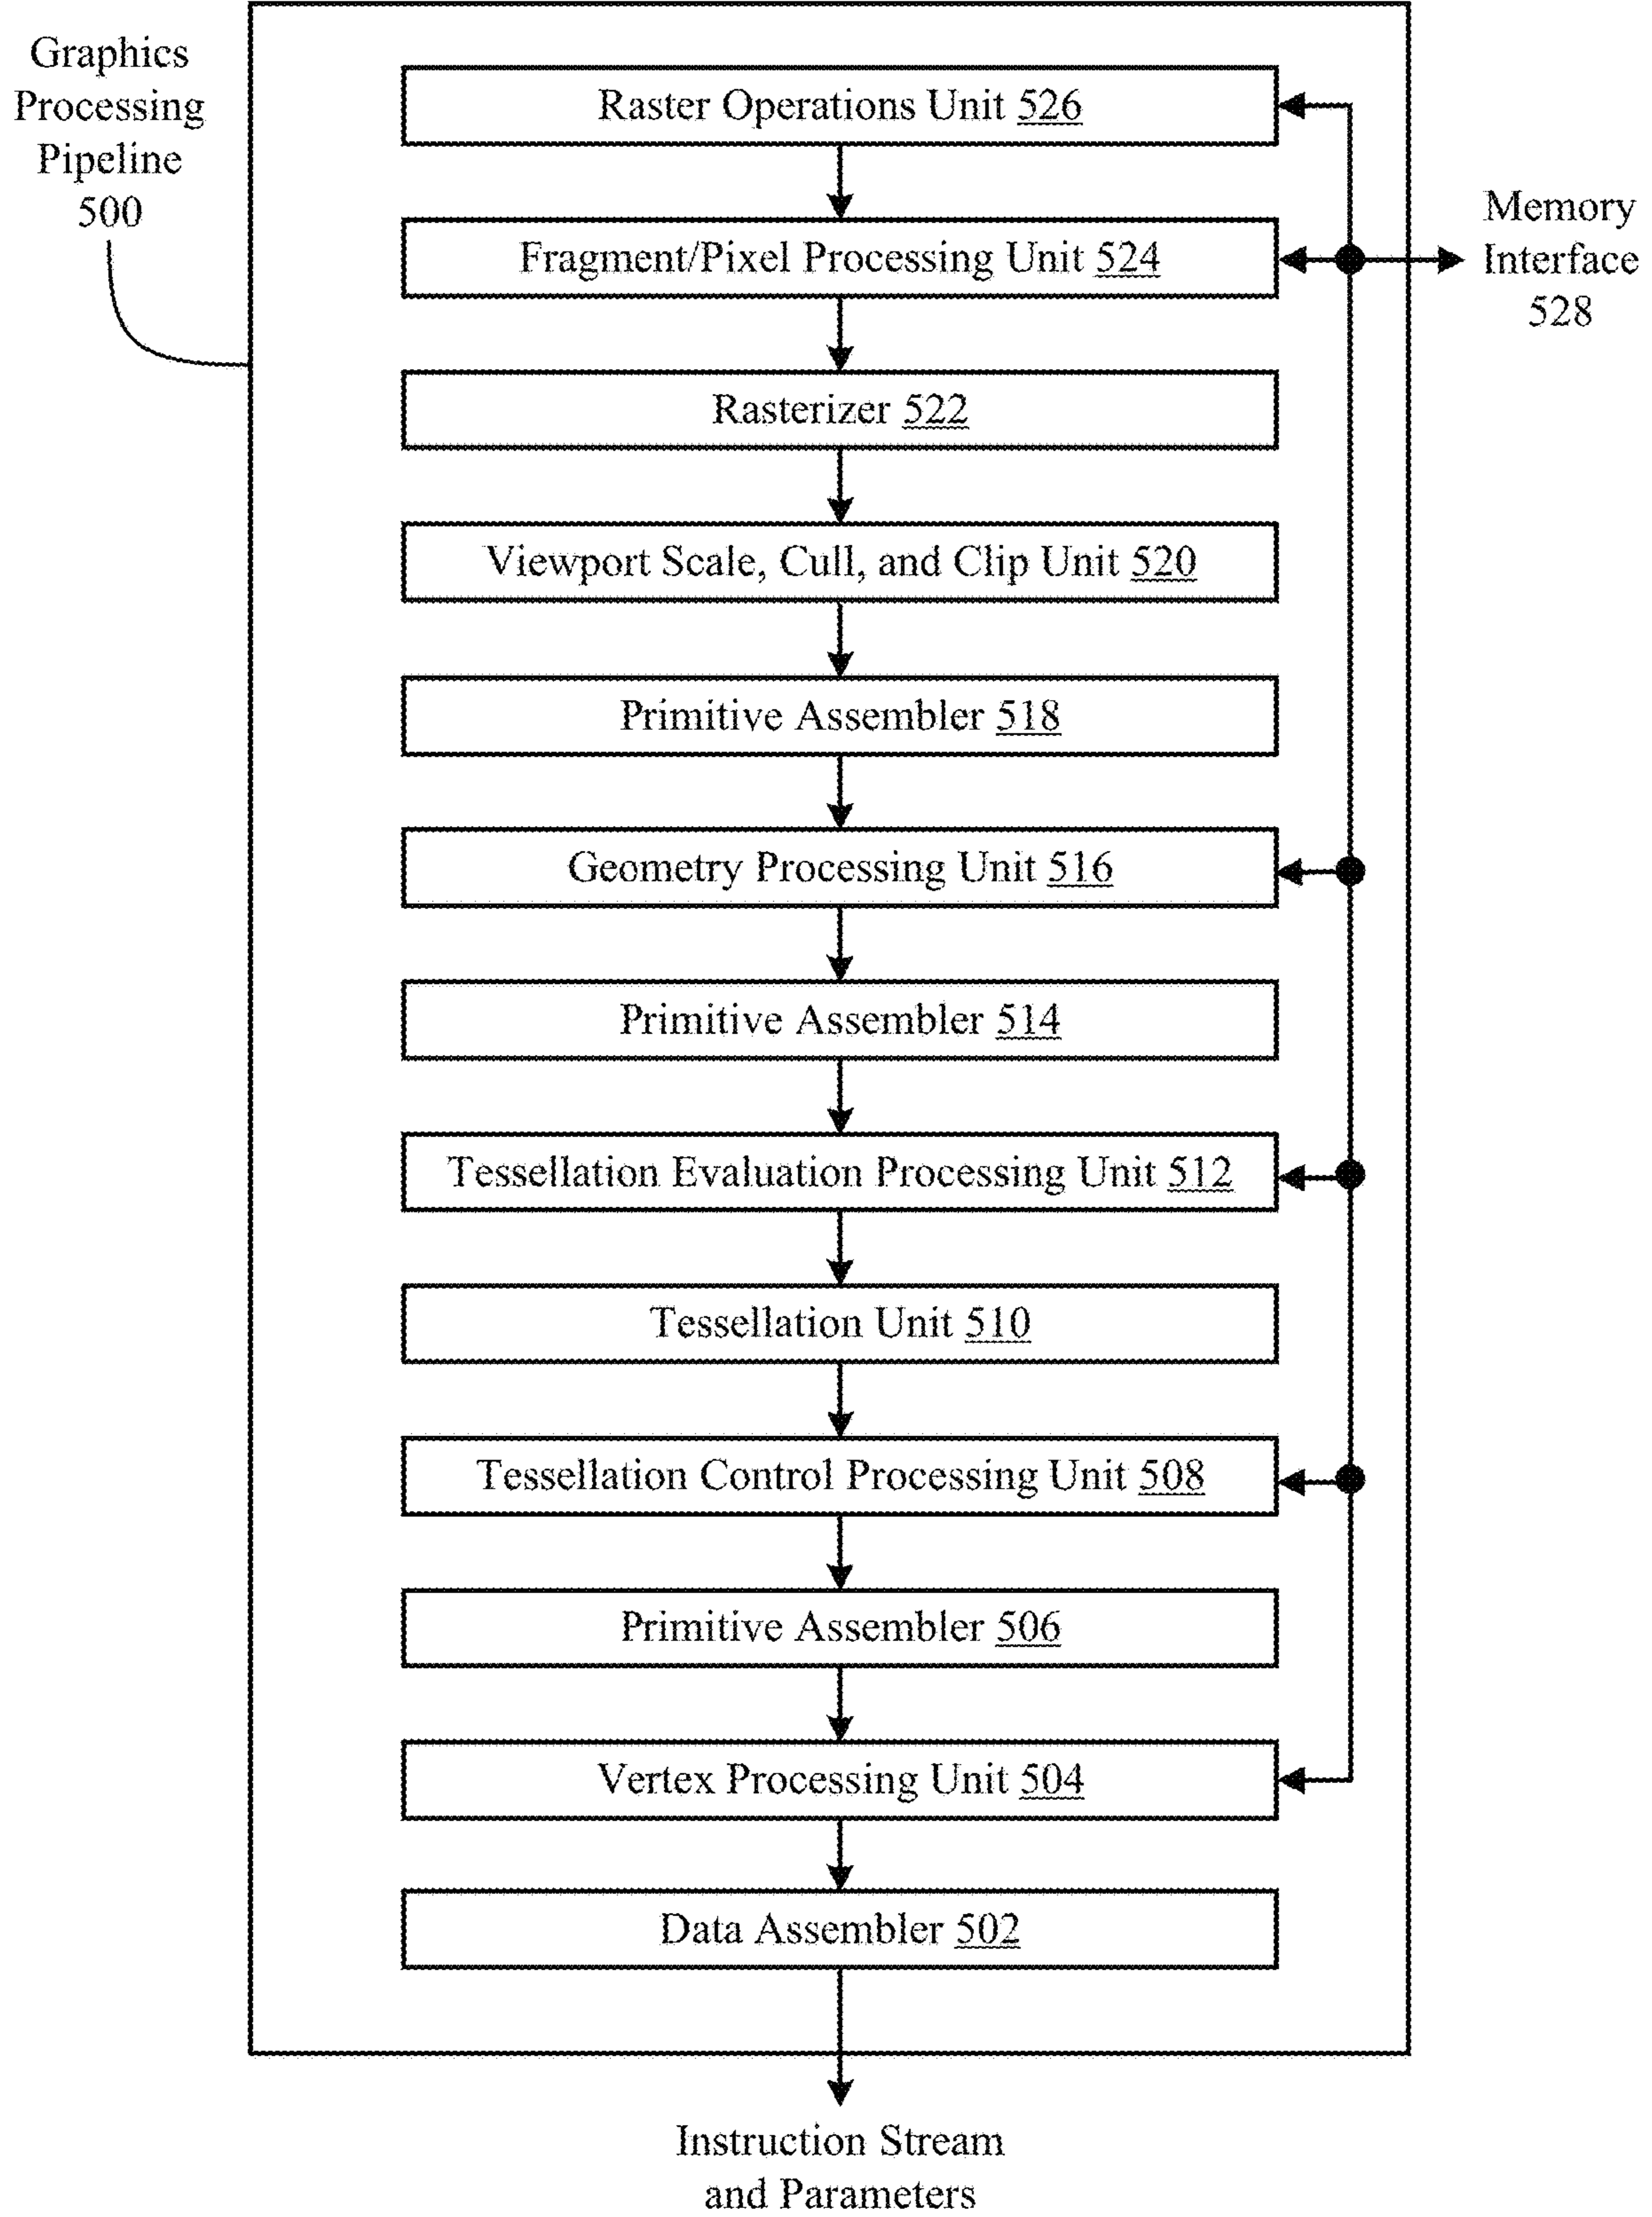 Graphics
Processing
Pipeline
500
Raster Operations Unit 526
Fragment/Pixel Processing Unit 524
Memory
Interface
528
Rasterizer 522
Viewport Scale, Cull, and Clip Unit 520
Primitive Assembler 518
Geometry Processing Unit 516
Primitive Assembler 514
Tessellation Evaluation Processing Unit 512
Tessellation Unit 510
Tessellation Control Processing Unit 508
Primitive Assembler 506
Vertex Processing Unit 504
Data Assembler 502
Instruction Stream
and Parameters